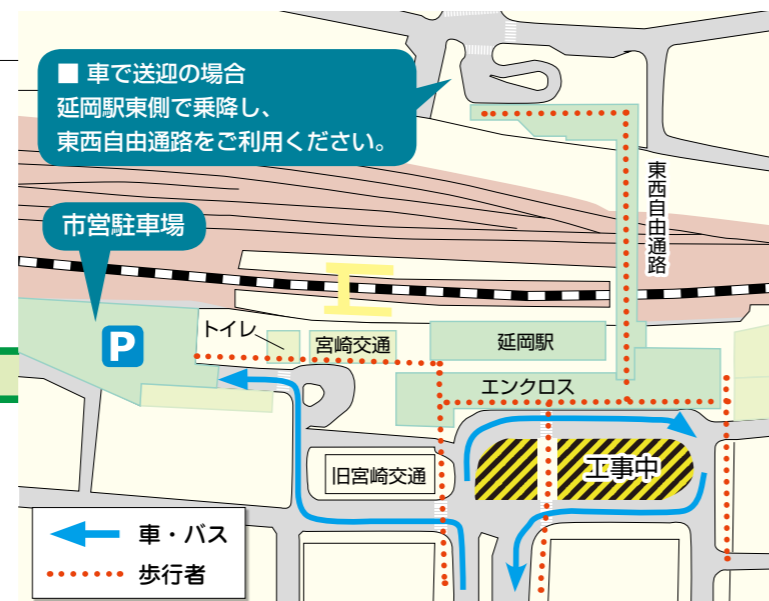 ■ 車で送迎の場合
延岡駅東側で乗降し、
東西自由通路をご利用ください。
東西自由通路
市営駐車場
P
トイレ
宮崎交通
延岡駅
エンクロス
旧宮崎交通
工事中
車・バス
歩行者